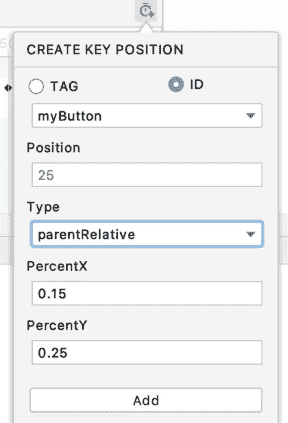 CREATE KEY POSITION
TAG ID
myButton
Position
25
Type
parentRelative
PercentX
0.15
PercentY
0.25
Add